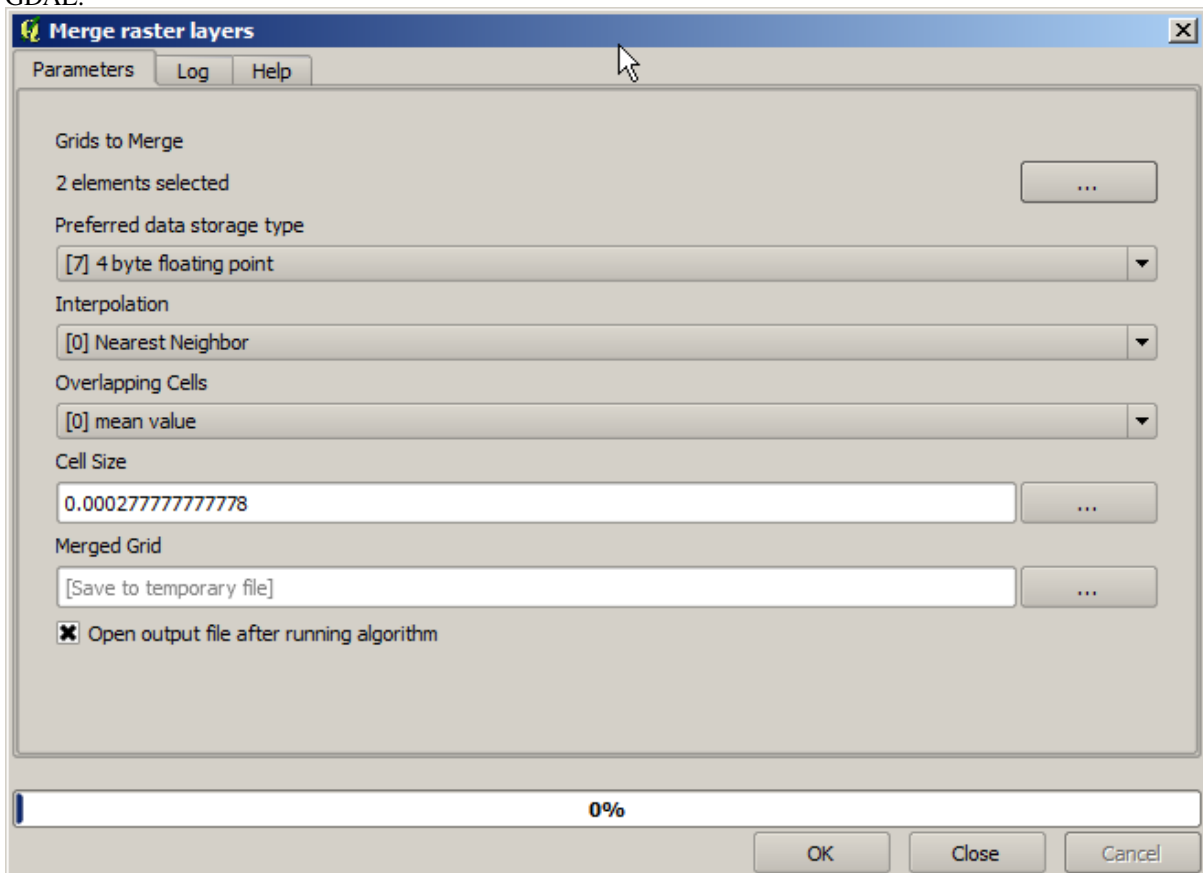 GDAL.
Merge raster layers
Parameters Log Help
Grids to Merge
2 elements selected
...
Preferred data storage type
[7] 4 byte floating point
Interpolation
[0] Nearest Neighbor
Overlapping Cells
[0] mean value
Cell Size
0.000277777777778
...
Merged Grid
[Save to temporary file]
...
Open output file after running algorithm
0%
OK Close Cancel